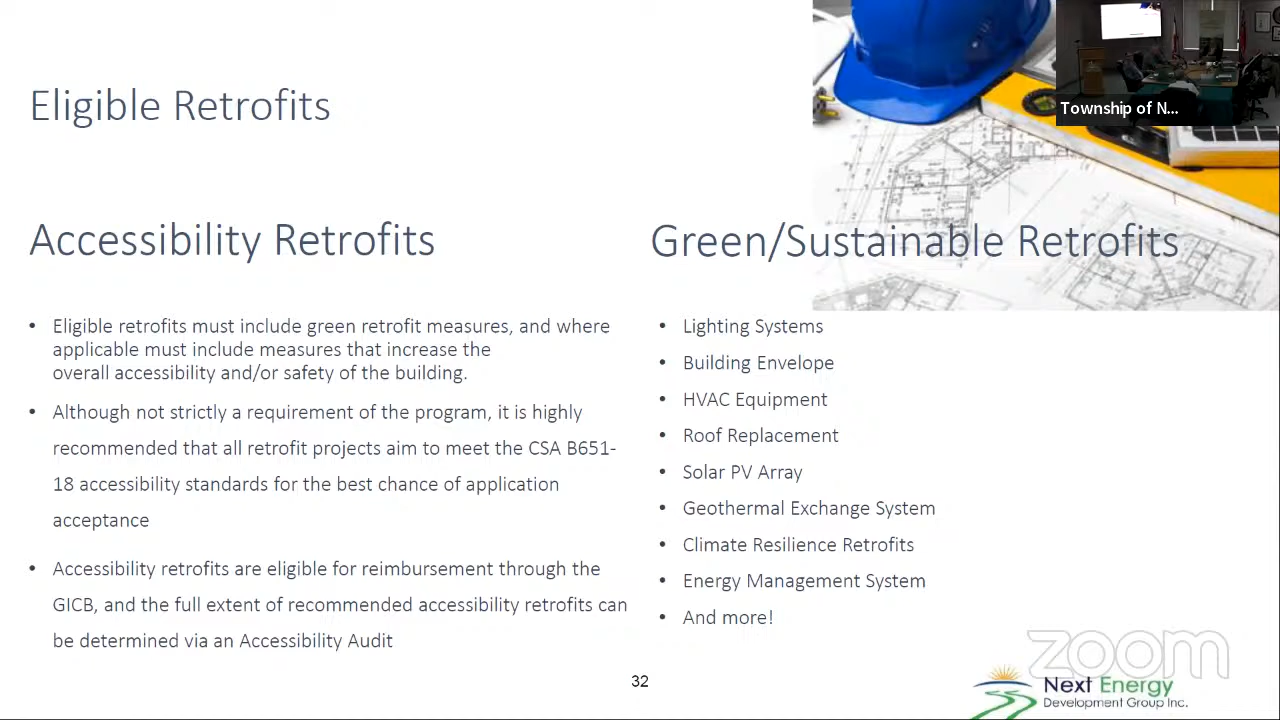 Township of N...
Eligible Retrofits
Accessibility Retrofits
• Eligible retrofits must include green retrofit measures, and where
applicable must include measures that increase the
overall accessibility and/or safety of the building.
• Although not strictly a requirement of the program, it is highly
recommended that all retrofit projects aim to meet the CSA B651-
18 accessibility standards for the best chance of application
acceptance
• Accessibility retrofits are eligible for reimbursement through the
GICB, and the full extent of recommended accessibility retrofits can
be determined via an Accessibility Audit
Green/Sustainable Retrofits
• Lighting Systems
• Building Envelope
• HVAC Equipment
• Roof Replacement
• Solar PV Array
• Geothermal Exchange System
• Climate Resilience Retrofits
• Energy Management System
• And more!
32
zoom
Next Energy
Development Group Inc.